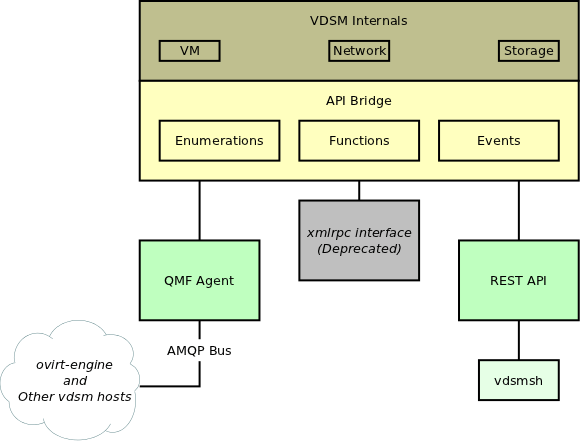 VDSM Internals
VM
Network
Storage
API Bridge
Enumerations
Functions
Events
xmlrpc interface
(Deprecated)
QMF Agent
REST API
AMQP Bus
ovirt-engine
and
Other vdsm hosts
vdsmsh